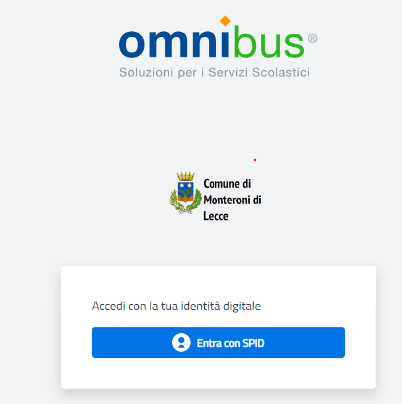 omnibus®
Soluzioni per i Servizi Scolastici
Comune di
Monteroni di
Lecce
Accedi con la tua identità digitale
Entra con SPID